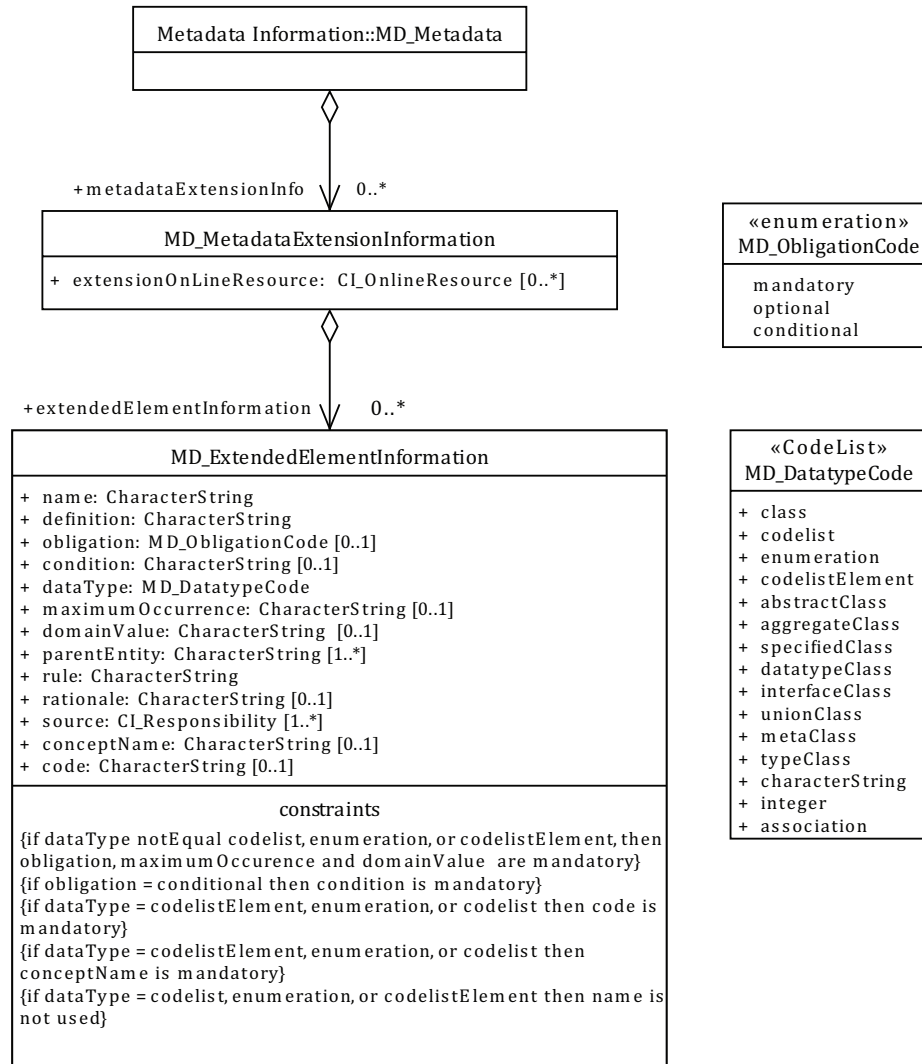 Metadata Information::MD_Metadata
+metadataExtensionInfo 0..*
MD_MetadataExtensionInformation
+ extensionOnLineResource: CI_OnlineResource [0..*]
+extendedElementInformation 0..*
MD_ExtendedElementInformation
+ name: CharacterString
+ definition: CharacterString
+ obligation: MD_ObligationCode [0..1]
+ condition: CharacterString [0..1]
+ dataType: MD_DatatypeCode
+ maximumOccurrence: CharacterString [0..1]
+ domainValue: CharacterString [0..1]
+ parentEntity: CharacterString [1..*]
+ rule: CharacterString
+ rationale: CharacterString [0..1]
+ source: CI_Responsibility [1..*]
+ conceptName: CharacterString [0..1]
+ code: CharacterString [0..1]
constraints
{if dataType notEqual codelist, enumeration, or codelistElement, then
obligation, maximumOccurence and domainValue are mandatory}
{if obligation = conditional then condition is mandatory}
{if dataType = codelistElement, enumeration, or codelist then code is
mandatory}
{if dataType = codelistElement, enumeration, or codelist then
conceptName is mandatory}
{if dataType = codelist, enumeration, or codelistElement then name is
not used}
«enumeration»
MD_ObligationCode
mandatory
optional
conditional
«CodeList»
MD_DatatypeCode
+ class
+ codelist
+ enumeration
+ codelistElement
+ abstractClass
+ aggregateClass
+ specifiedClass
+ datatypeClass
+ interfaceClass
+ unionClass
+ metaClass
+ typeClass
+ characterString
+ integer
+ association